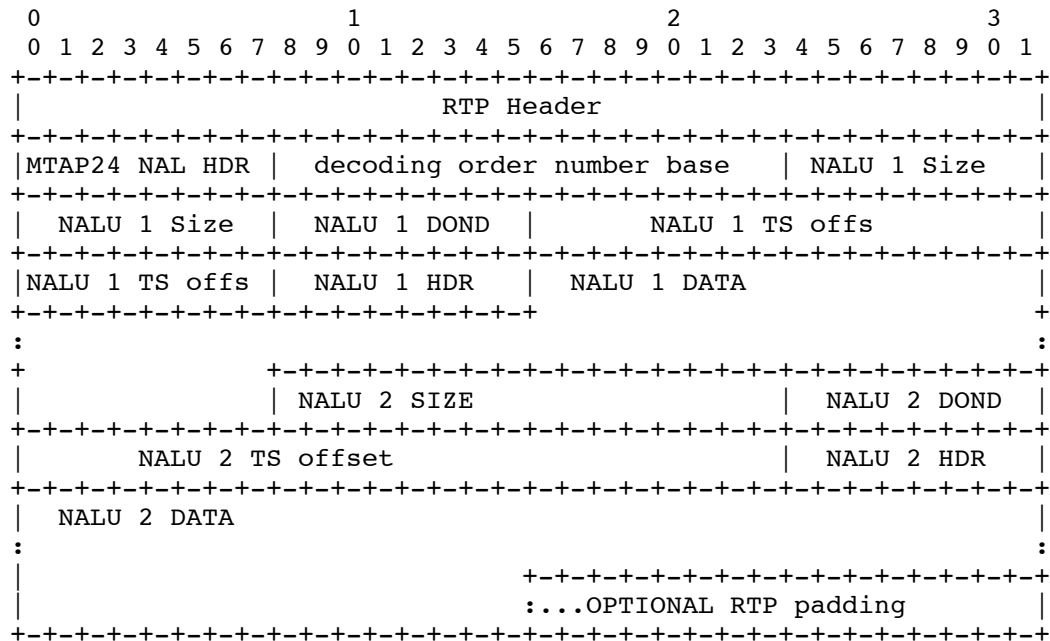 0                   1                   2                   3
 0 1 2 3 4 5 6 7 8 9 0 1 2 3 4 5 6 7 8 9 0 1 2 3 4 5 6 7 8 9 0 1
+-+-+-+-+-+-+-+-+-+-+-+-+-+-+-+-+-+-+-+-+-+-+-+-+-+-+-+-+-+-+-+-+
|                          RTP Header                           |
+-+-+-+-+-+-+-+-+-+-+-+-+-+-+-+-+-+-+-+-+-+-+-+-+-+-+-+-+-+-+-+-+
|MTAP24 NAL HDR |  decoding order number base   | NALU 1 Size   |
+-+-+-+-+-+-+-+-+-+-+-+-+-+-+-+-+-+-+-+-+-+-+-+-+-+-+-+-+-+-+-+-+
|  NALU 1 Size  |  NALU 1 DOND  |       NALU 1 TS offs          |
+-+-+-+-+-+-+-+-+-+-+-+-+-+-+-+-+-+-+-+-+-+-+-+-+-+-+-+-+-+-+-+-+
|NALU 1 TS offs |  NALU 1 HDR   |  NALU 1 DATA                  |
+-+-+-+-+-+-+-+-+-+-+-+-+-+-+-+-+                               +
:                                                               :
+               +-+-+-+-+-+-+-+-+-+-+-+-+-+-+-+-+-+-+-+-+-+-+-+-+
|               | NALU 2 SIZE                   |  NALU 2 DOND  |
+-+-+-+-+-+-+-+-+-+-+-+-+-+-+-+-+-+-+-+-+-+-+-+-+-+-+-+-+-+-+-+-+
|       NALU 2 TS offset                        |  NALU 2 HDR   |
+-+-+-+-+-+-+-+-+-+-+-+-+-+-+-+-+-+-+-+-+-+-+-+-+-+-+-+-+-+-+-+-+
|  NALU 2 DATA                                                  |
:                                                               :
|                               +-+-+-+-+-+-+-+-+-+-+-+-+-+-+-+-+
|                               :...OPTIONAL RTP padding        |
+-+-+-+-+-+-+-+-+-+-+-+-+-+-+-+-+-+-+-+-+-+-+-+-+-+-+-+-+-+-+-+-+